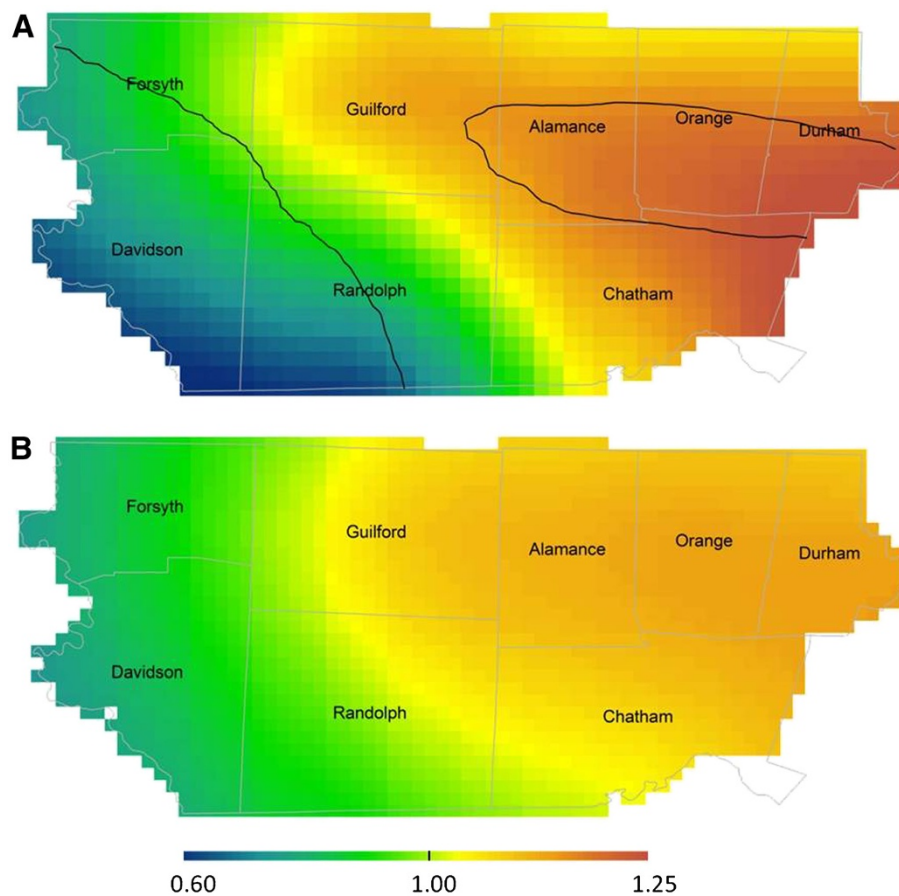 A
Forsyth
Guilford
Alamance
Orange
Durham
Davidson
Randolph
Chatham
B
Forsyth
Guilford
Alamance
Orange
Durham
Davidson
Randolph
Chatham
0.60 1.00 1.25